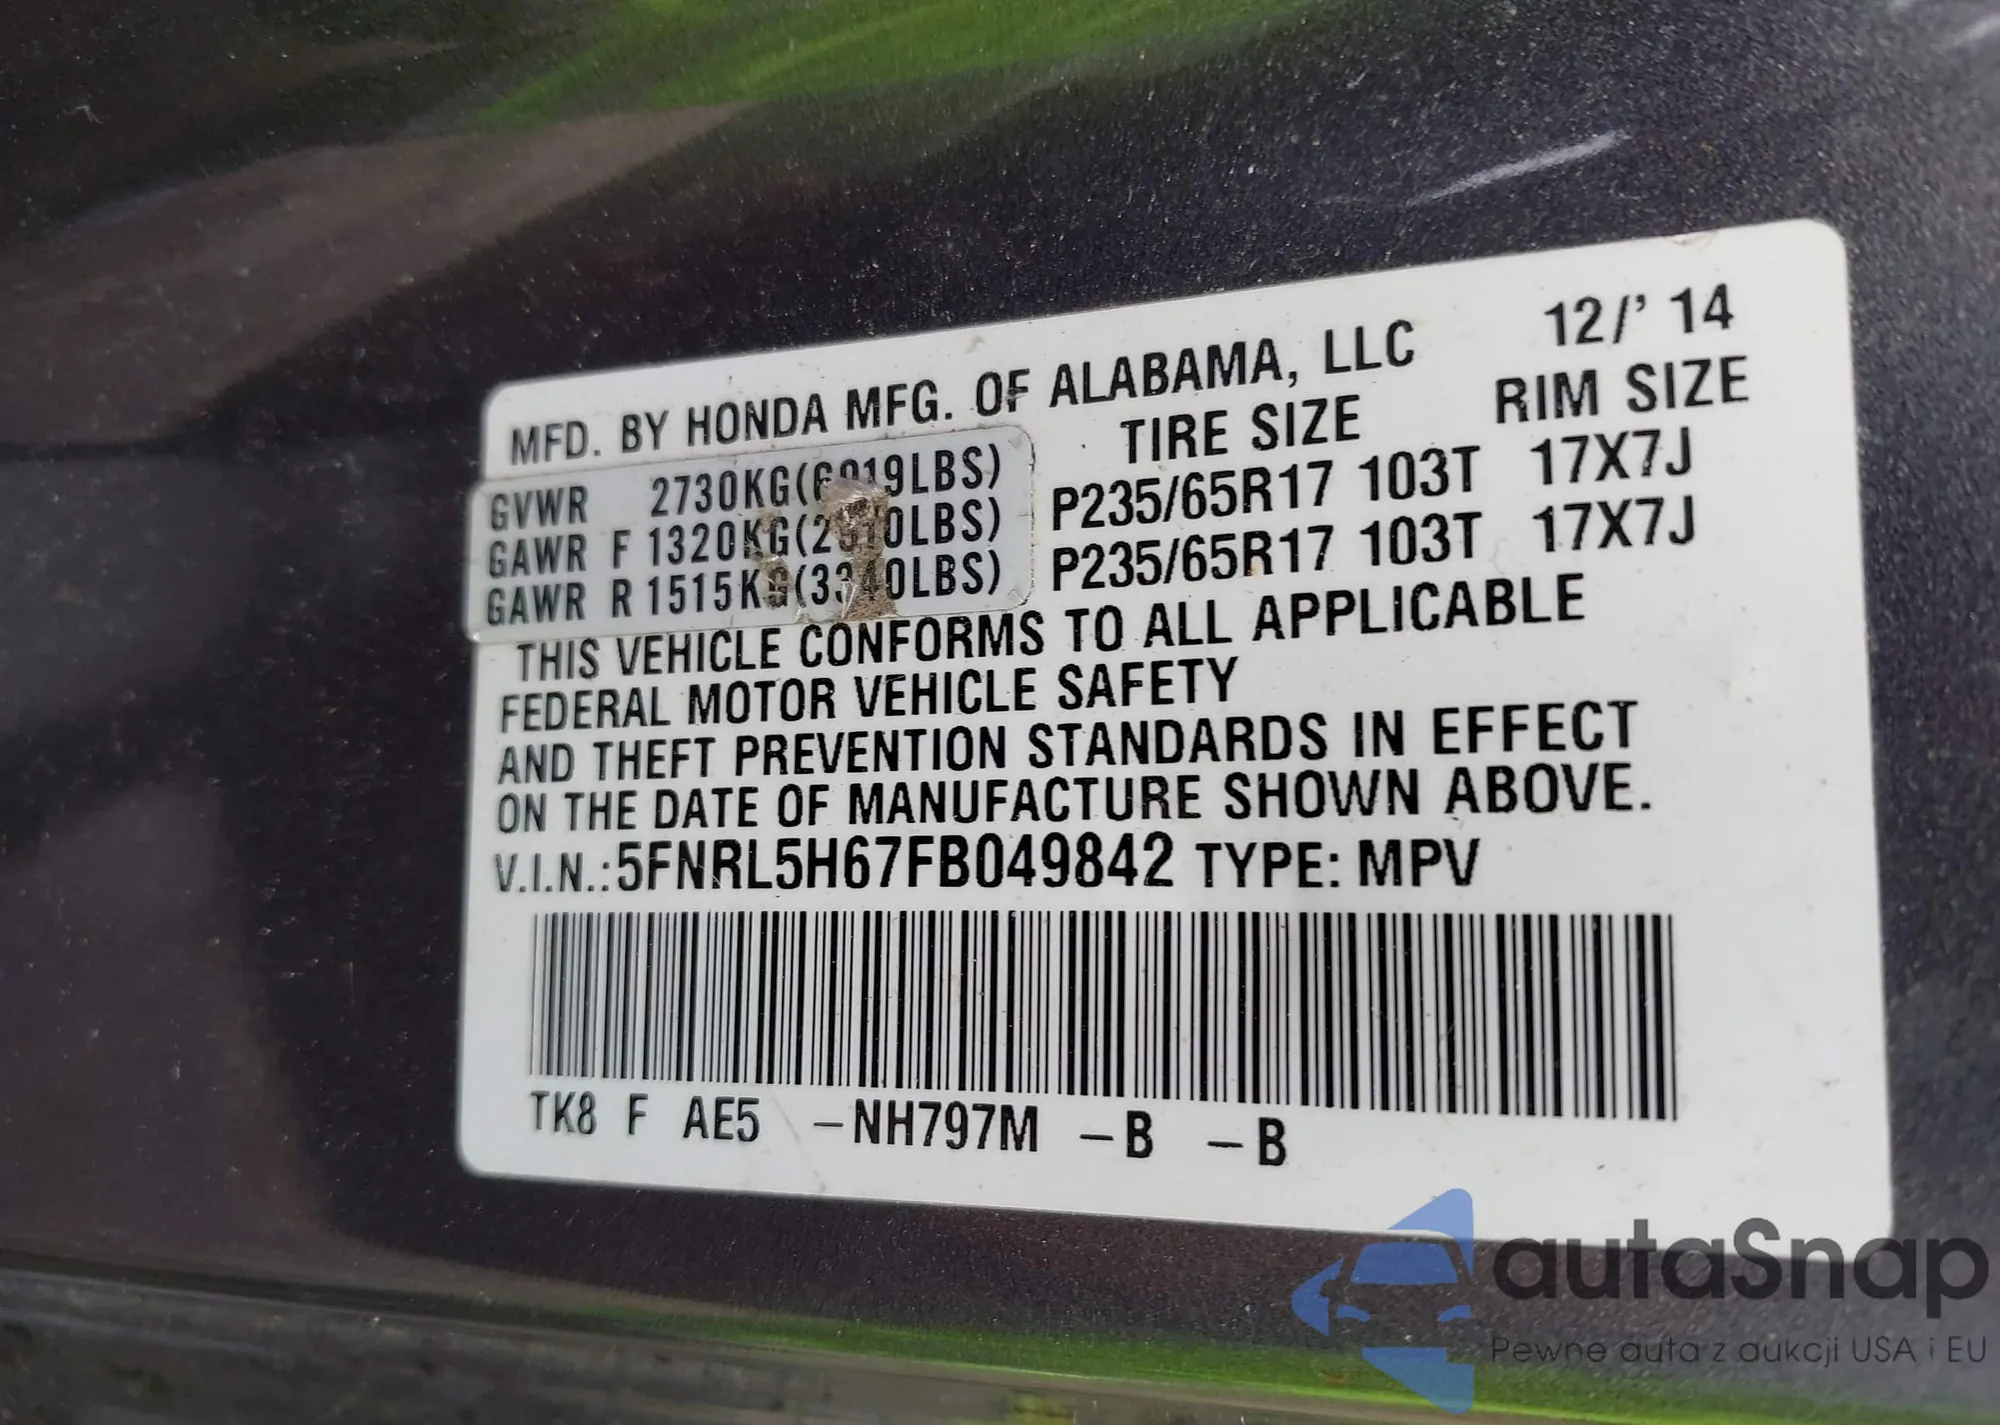 MFD. BY HONDA MFG. OF ALABAMA, LLC 12/' 14
TIRE SIZE RIM SIZE
GVWR 2730KG P235/65R17 103T 17X7J
GAWR F 1320KG P235/65R17 103T 17X7J
GAWR R 1515KG
THIS VEHICLE CONFORMS TO ALL APPLICABLE
FEDERAL MOTOR VEHICLE SAFETY
AND THEFT PREVENTION STANDARDS IN EFFECT
ON THE DATE OF MANUFACTURE SHOWN ABOVE.
V.I.N.:5FNRL5H67FB049842 TYPE: MPV
TK8 F AE5 -NH797M -B -B
autaSnap
Pewne auta z aukcji USA i EU